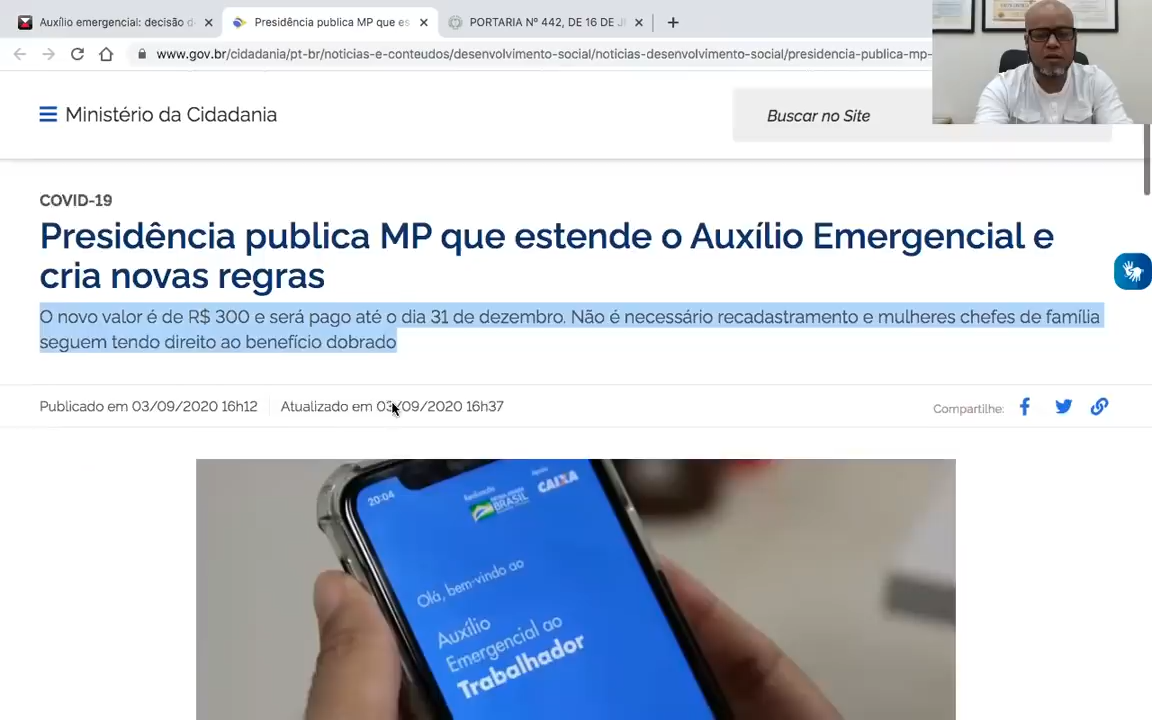 Auxílio emergencial: decisão d
Presidência publica MP que es
PORTARIA Nº 442, DE 16 DE J
www.gov.br/cidadania/pt-br/noticias-e-conteudos/desenvolvimento-social/noticias-desenvolvimento-social/presidencia-publica-mp-
Ministério da Cidadania
Buscar no Site
COVID-19
Presidência publica MP que estende o Auxílio Emergencial e
cria novas regras
O novo valor é de R$ 300 e será pago até o dia 31 de dezembro. Não é necessário recadastramento e mulheres chefes de família
seguem tendo direito ao benefício dobrado
Publicado em 03/09/2020 16h12
Atualizado em 03/09/2020 16h37
Compartilhe:
20:04
BRASIL
CAIXA
Olá, bem-vindo ao
Auxílio
Emergencial ao
Trabalhador